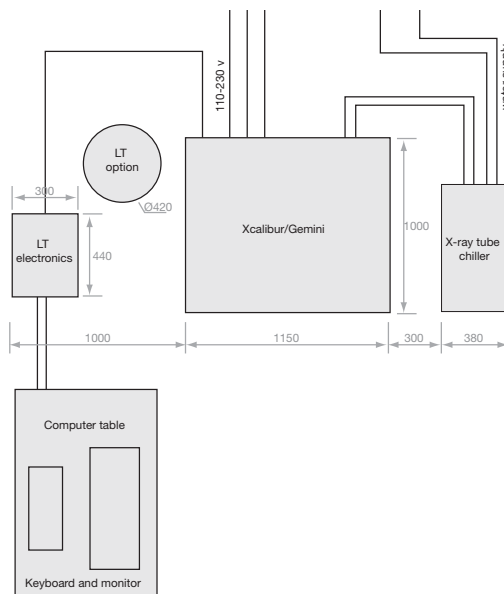 110-230 v
LT
option
300
Ø420
LT
electronics
440
Xcalibur/Gemini
1000
X-ray tube
chiller
1000
1150
300
380
Computer table
Keyboard and monitor